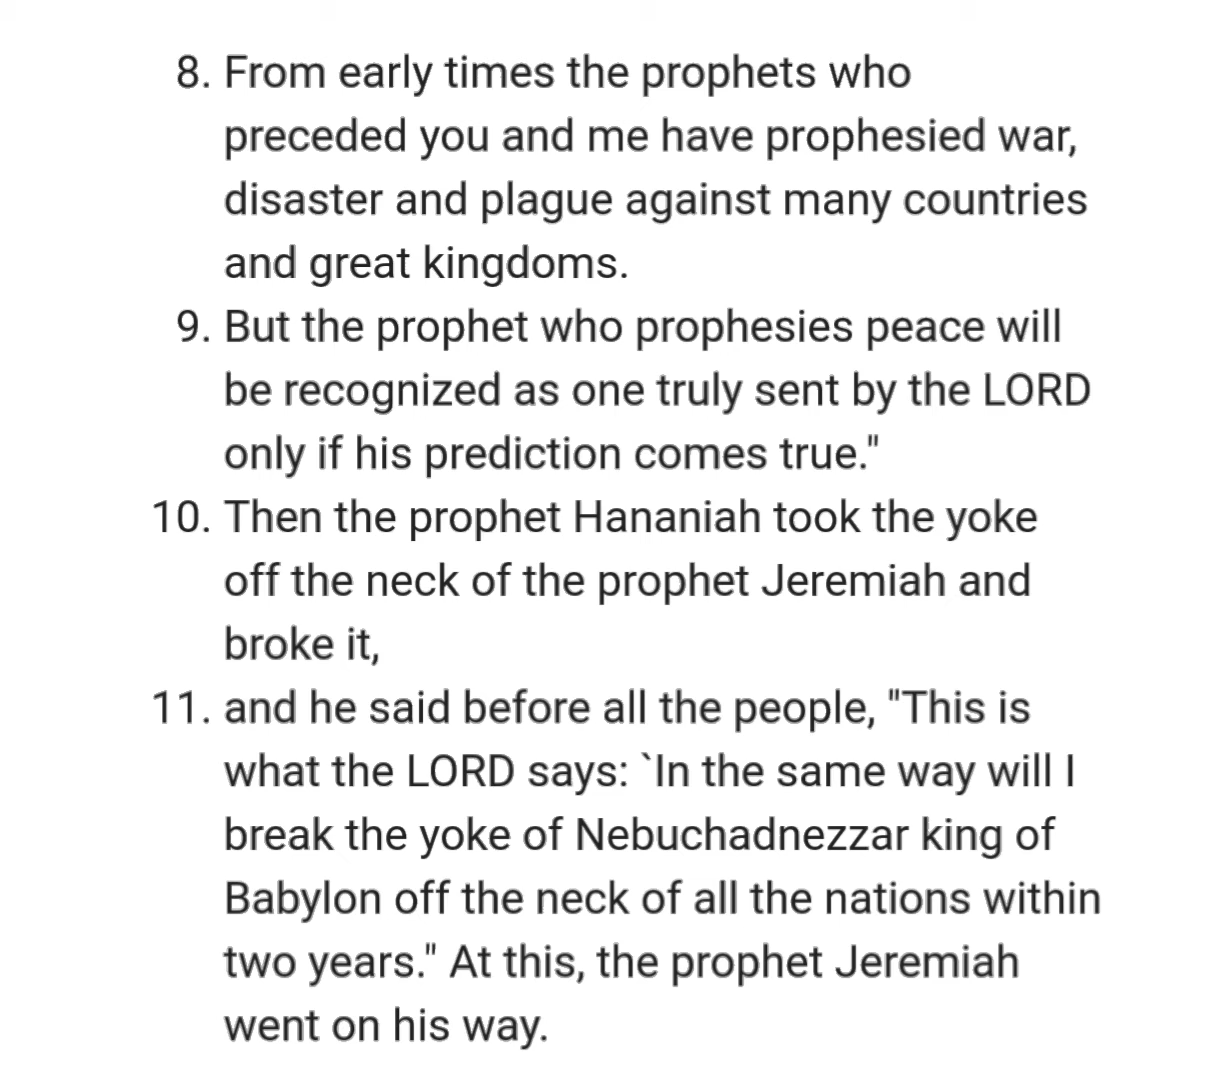 8. From early times the prophets who
preceded you and me have prophesied war,
disaster and plague against many countries
and great kingdoms.
9. But the prophet who prophesies peace will
be recognized as one truly sent by the LORD
only if his prediction comes true."
10. Then the prophet Hananiah took the yoke
off the neck of the prophet Jeremiah and
broke it,
11. and he said before all the people, "This is
what the LORD says: `In the same way will I
break the yoke of Nebuchadnezzar king of
Babylon off the neck of all the nations within
two years." At this, the prophet Jeremiah
went on his way.